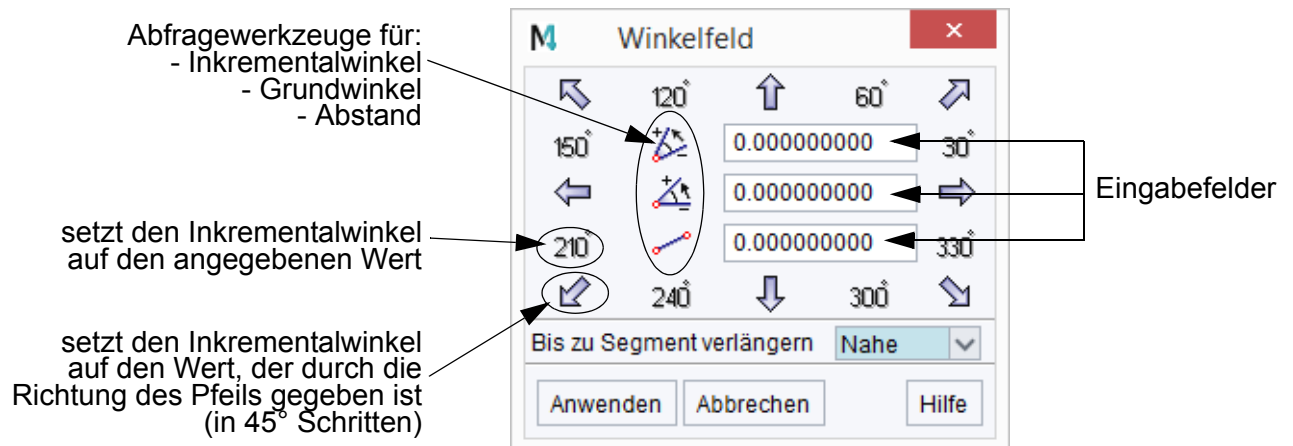 Abfragewerkzeuge für:
- Inkrementalwinkel
- Grundwinkel
- Abstand
setzt den Inkrementalwinkel
auf den angegebenen Wert
setzt den Inkrementalwinkel
auf den Wert, der durch die
Richtung des Pfeils gegeben ist
(in 45° Schritten)
M Winkelfeld ×
120° 60°
150° 0.000000000 30°
0.000000000
210° 0.000000000 330°
240° 300°
Bis zu Segment verlängern Nahe
Anwenden Abbrechen Hilfe
Eingabefelder